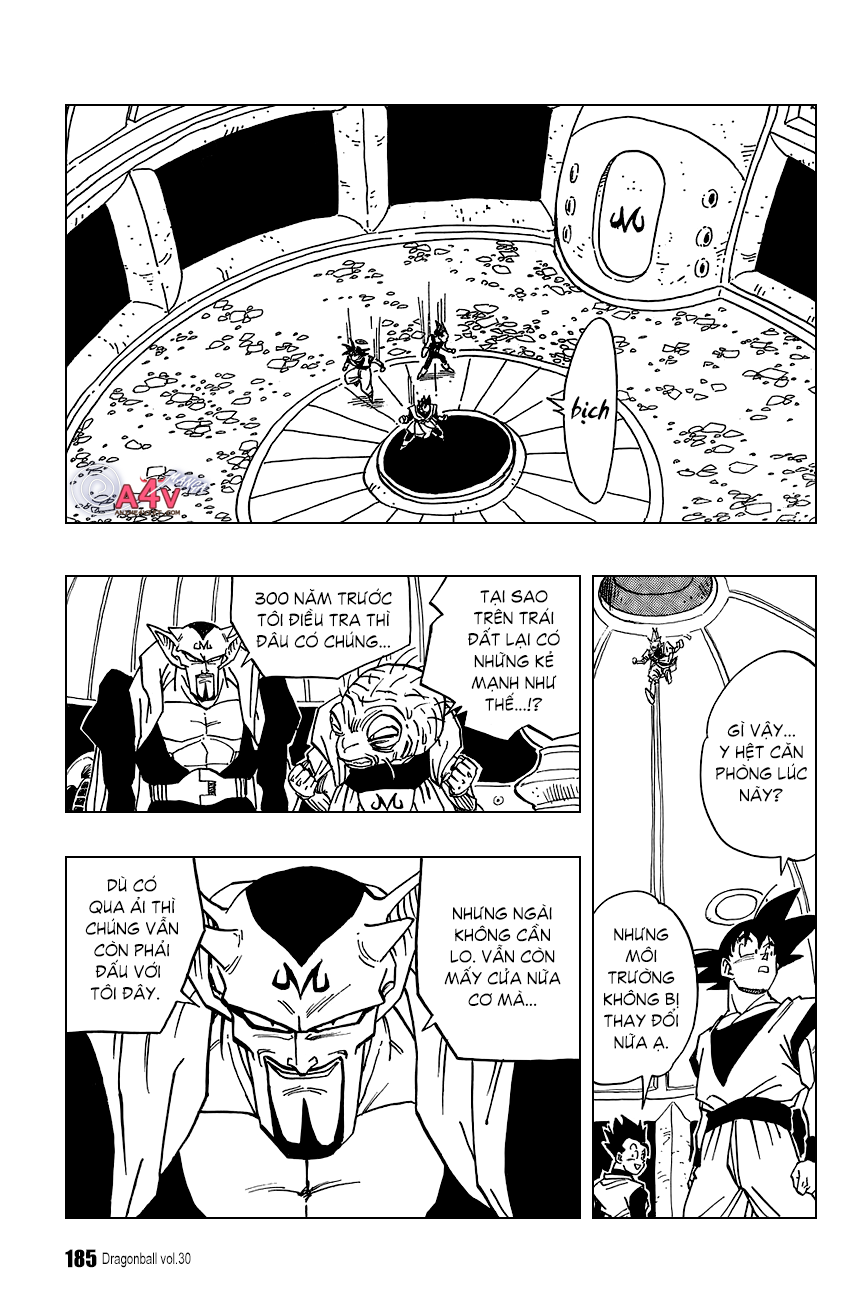 bịch
GÌ VẬY...
Y HỆT CĂN
PHÒNG LÚC
NÃY?
NHƯNG
MÔI
TRƯỜNG
KHÔNG BỊ
THAY ĐỔI
NỮA Ạ.
TẠI SAO
TRÊN TRÁI
ĐẤT LẠI CÓ
NHỮNG KẺ
MẠNH NHƯ
THẾ...!?
300 NĂM TRƯỚC
TÔI ĐIỀU TRA THÌ
ĐÂU CÓ CHÚNG...
NHƯNG NGÀI
KHÔNG CẦN
LO. VẪN CÒN
MẤY CỬA NỮA
CƠ MÀ...
DÙ CÓ
QUA ẢI THÌ
CHÚNG VẪN
CÒN PHẢI
ĐẤU VỚI
TÔI ĐÂY.
A4V
185 Dragonball vol.30